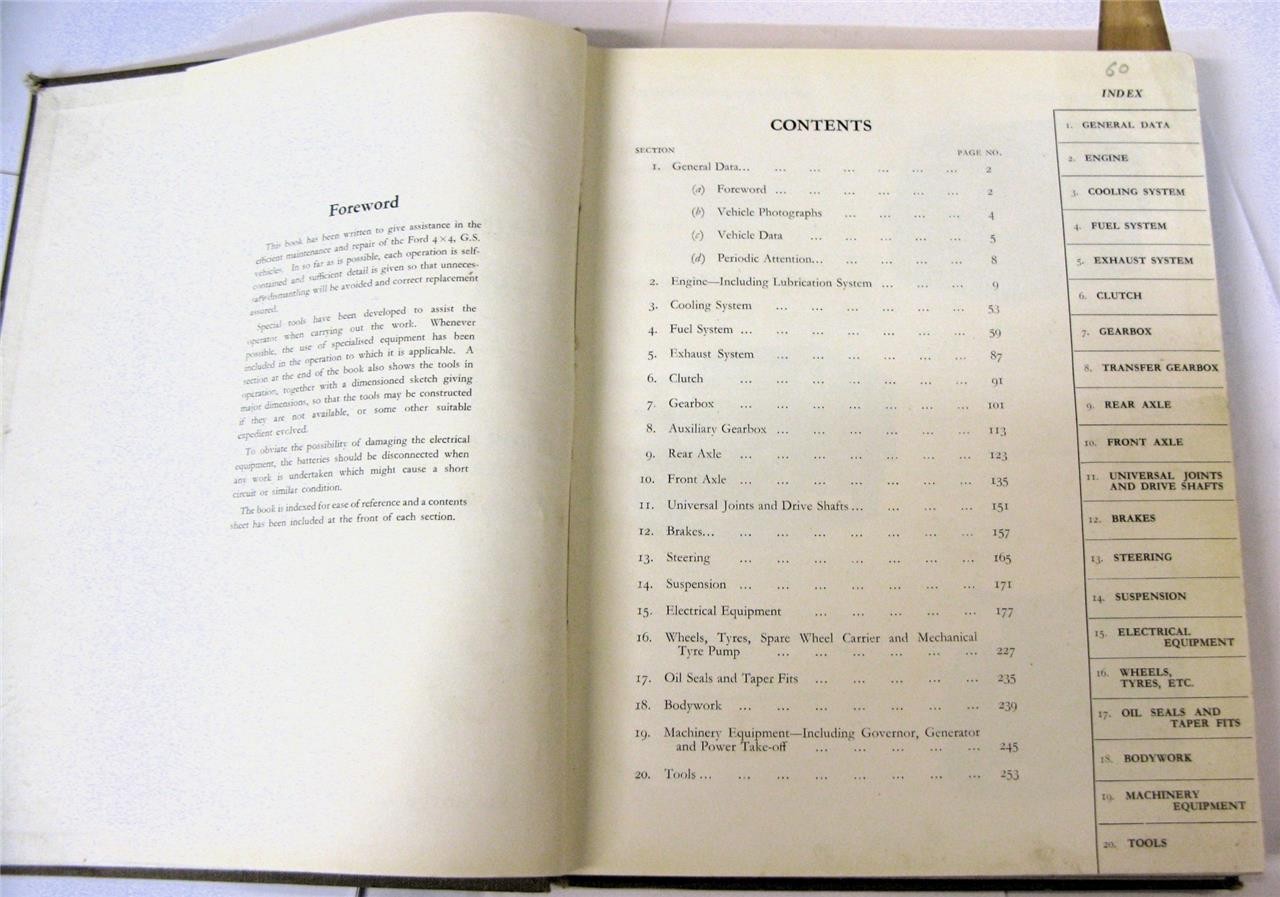 Foreword
This book has been written to give assistance in the
efficient maintenance and repair of the Ford 4×4, G.S.
vehicles. In so far as is possible, each operation is self-
contained and sufficient detail is given so that unneces-
sary dismantling will be avoided and correct replacement
assured.
Special tools have been developed to assist the
operator when carrying out the work. Whenever
possible, the use of specialised equipment has been
included in the operation to which it is applicable. A
section at the end of the book also shows the tools in
operation, together with a dimensioned sketch giving
major dimensions, so that the tools may be constructed
if they are not available, or some other suitable
expedient evolved.
To obviate the possibility of damaging the electrical
equipment, the batteries should be disconnected when
any work is undertaken which might cause a short
circuit or similar condition.
The book is indexed for ease of reference and a contents
sheet has been included at the front of each section.
CONTENTS
SECTION PAGE NO.
1. General Data... ... ... ... ... ... ... 2
(a) Foreword ... ... ... ... ... ... 2
(b) Vehicle Photographs ... ... ... ... 4
(c) Vehicle Data ... ... ... ... ... 5
(d) Periodic Attention... ... ... ... ... 8
2. Engine—Including Lubrication System ... ... ... 9
3. Cooling System ... ... ... ... ... ... 53
4. Fuel System ... ... ... ... ... ... ... 59
5. Exhaust System ... ... ... ... ... ... 87
6. Clutch ... ... ... ... ... ... ... 91
7. Gearbox ... ... ... ... ... ... ... 101
8. Auxiliary Gearbox ... ... ... ... ... ... 113
9. Rear Axle ... ... ... ... ... ... ... 123
10. Front Axle ... ... ... ... ... ... ... 135
11. Universal Joints and Drive Shafts ... ... ... ... 151
12. Brakes... ... ... ... ... ... ... ... 157
13. Steering ... ... ... ... ... ... ... 165
14. Suspension ... ... ... ... ... ... ... 171
15. Electrical Equipment ... ... ... ... ... 177
16. Wheels, Tyres, Spare Wheel Carrier and Mechanical
Tyre Pump ... ... ... ... ... ... 227
17. Oil Seals and Taper Fits ... ... ... ... ... 235
18. Bodywork ... ... ... ... ... ... ... 239
19. Machinery Equipment—Including Governor, Generator
and Power Take-off ... ... ... ... ... 245
20. Tools ... ... ... ... ... ... ... ... 253
60
INDEX
1. GENERAL DATA
2. ENGINE
3. COOLING SYSTEM
4. FUEL SYSTEM
5. EXHAUST SYSTEM
6. CLUTCH
7. GEARBOX
8. TRANSFER GEARBOX
9. REAR AXLE
10. FRONT AXLE
11. UNIVERSAL JOINTS
AND DRIVE SHAFTS
12. BRAKES
13. STEERING
14. SUSPENSION
15. ELECTRICAL
EQUIPMENT
16. WHEELS,
TYRES, ETC.
17. OIL SEALS AND
TAPER FITS
18. BODYWORK
19. MACHINERY
EQUIPMENT
20. TOOLS